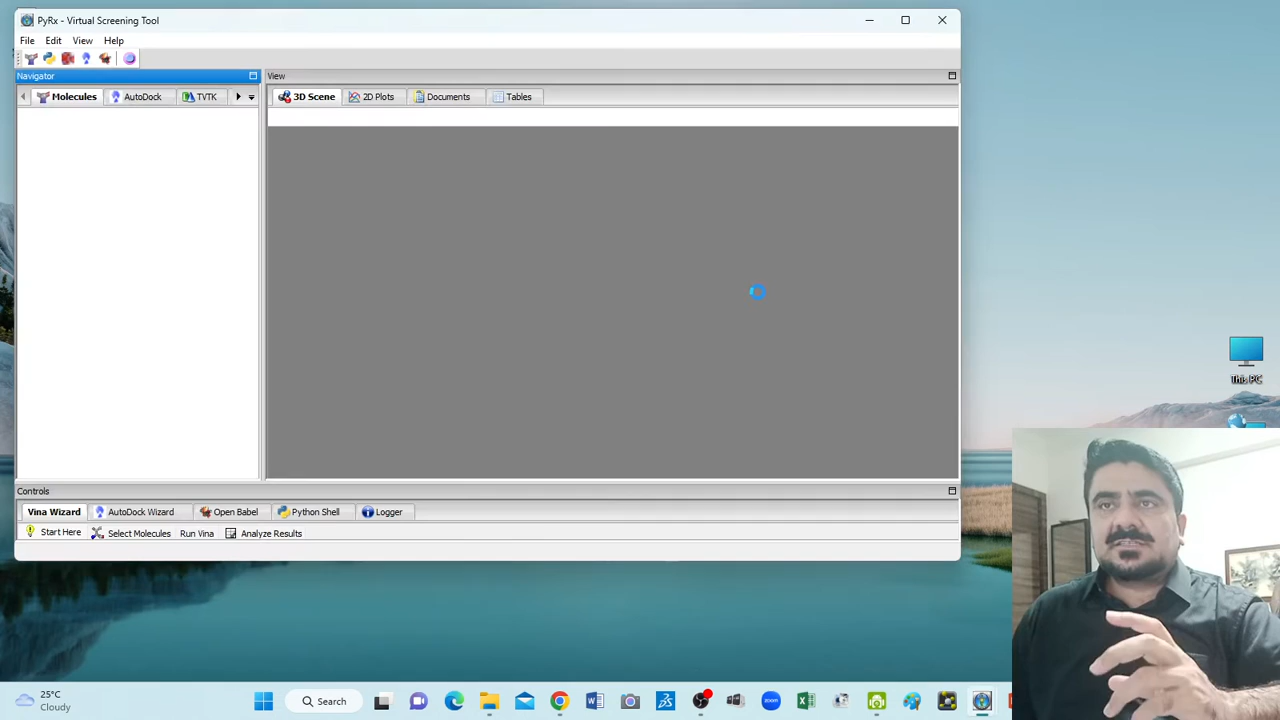 PyRx - Virtual Screening Tool
File Edit View Help
Navigator
View
Molecules AutoDock TVTK
3D Scene 2D Plots Documents Tables
This PC
Controls
Vina Wizard AutoDock Wizard Open Babel Python Shell Logger
Start Here Select Molecules Run Vina Analyze Results
25°C
Cloudy
Search